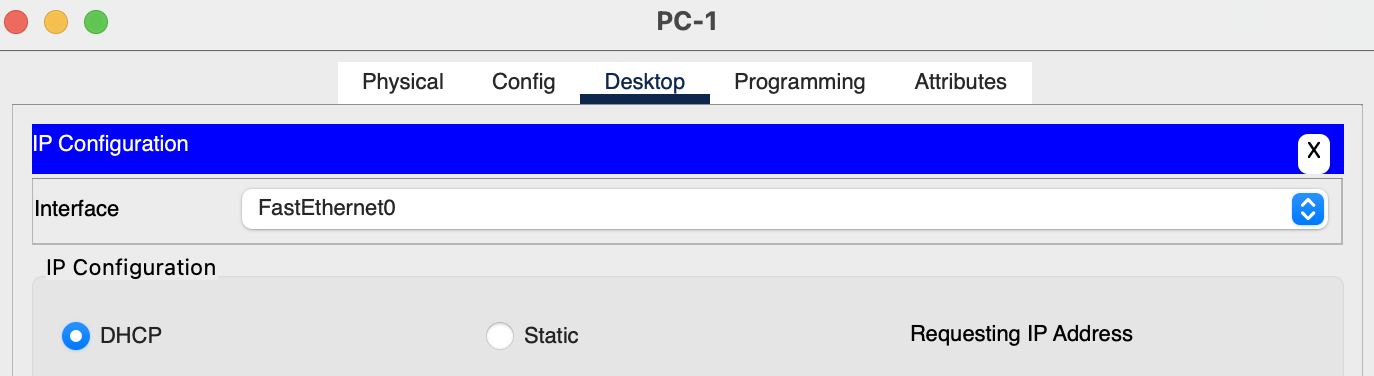 PC-1
Physical Config Desktop Programming Attributes
IP Configuration X
Interface FastEthernet0
IP Configuration
DHCP Static Requesting IP Address